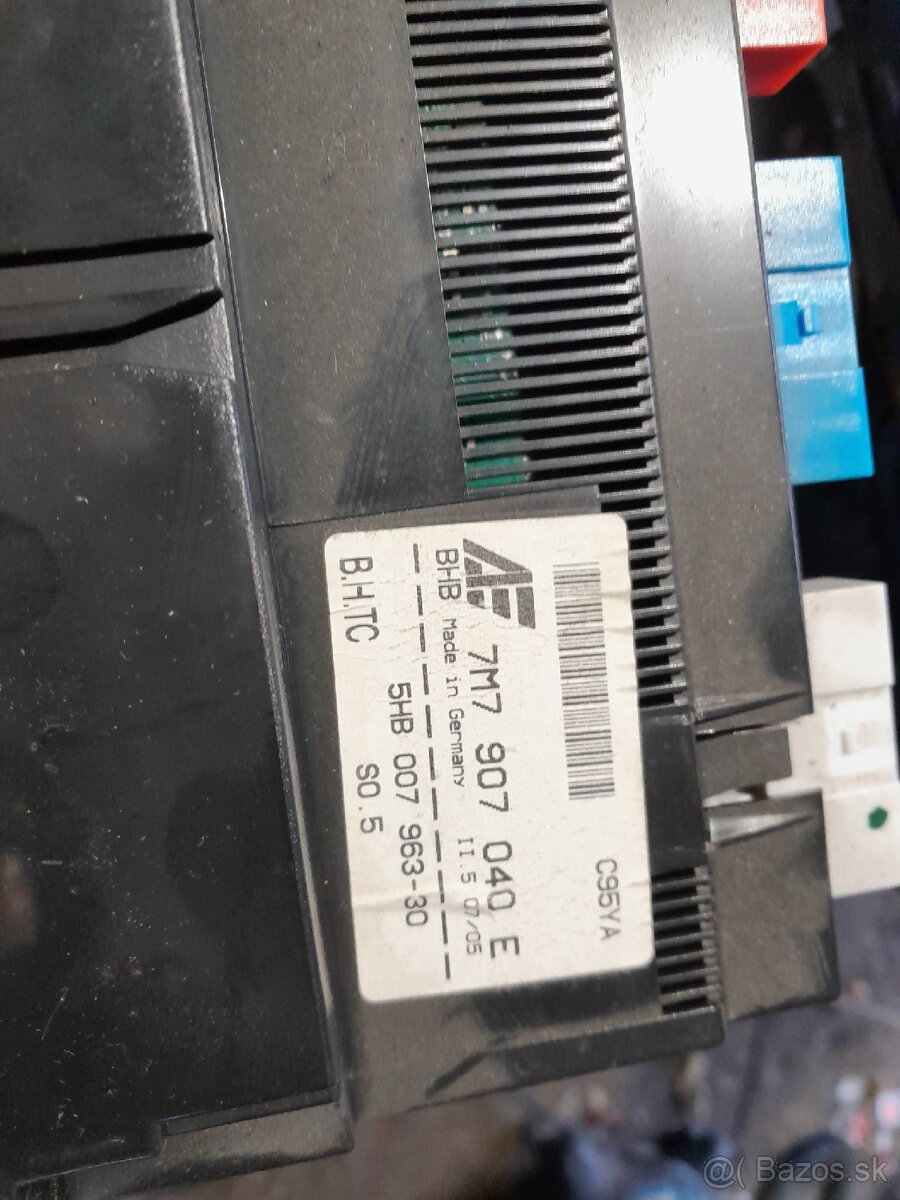 C95YA
7M7 907 040 E
BHB Made in Germany II.5 07/05
5HB 007 963-30
B.H.TC SO.5
@( Bazos.sk